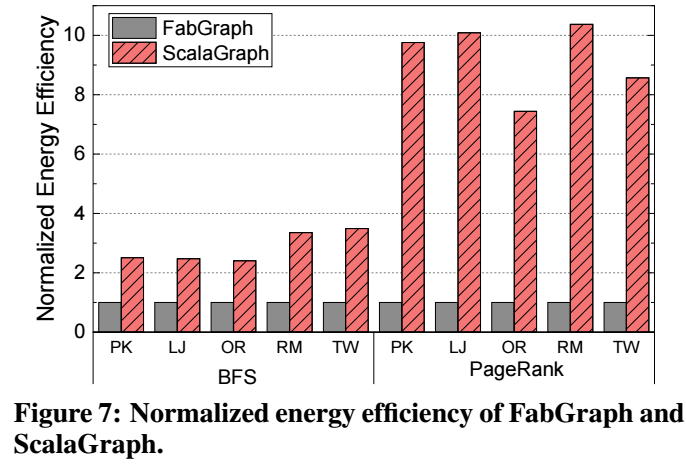 FabGraph
ScalaGraph
Normalized Energy Efficiency
10
8
6
4
2
0
PK LJ OR RM TW PK LJ OR RM TW
BFS PageRank
Figure 7: Normalized energy efficiency of FabGraph and
ScalaGraph.